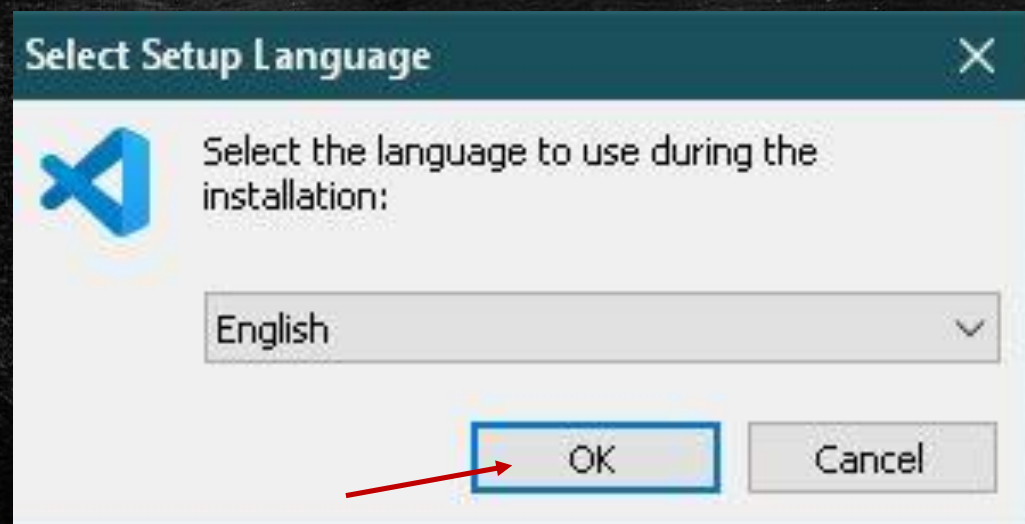 Select Setup Language
Select the language to use during the
installation:
English
OK
Cancel